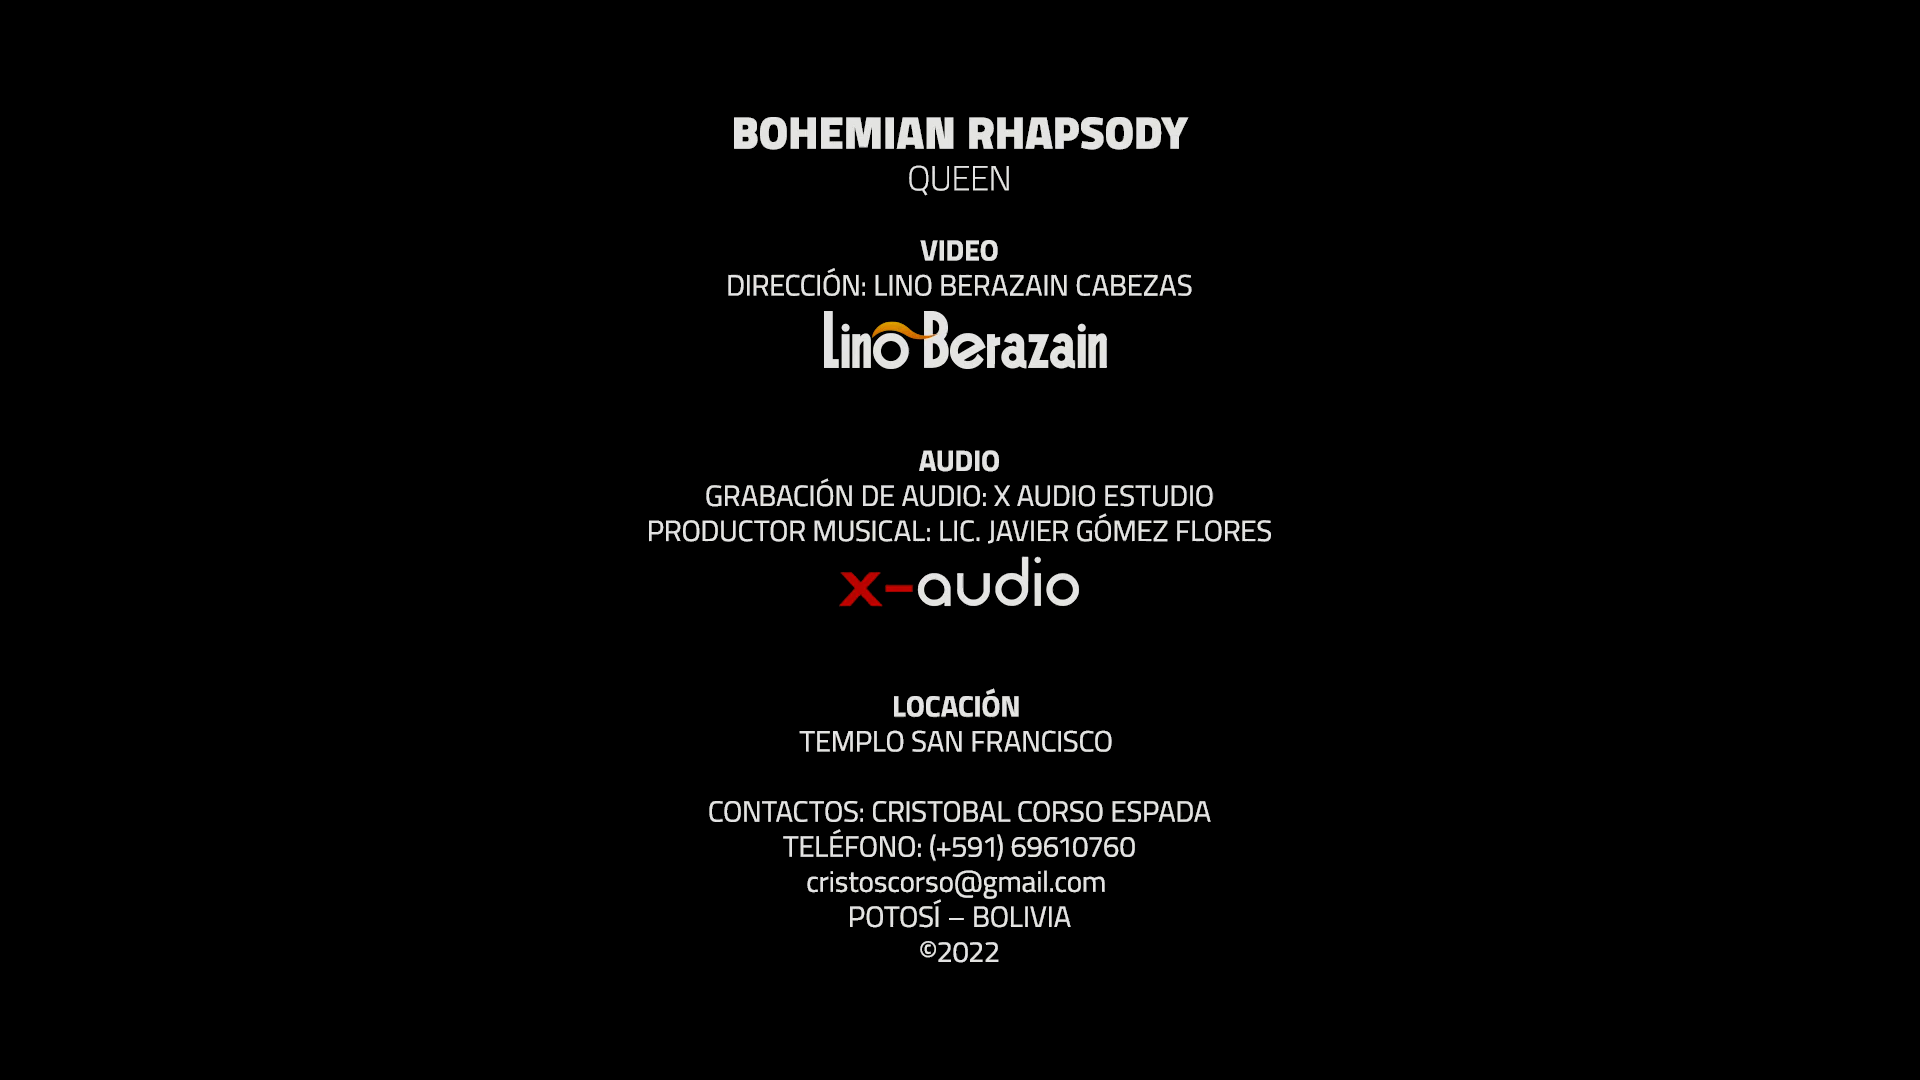 BOHEMIAN RHAPSODY
QUEEN
VIDEO
DIRECCIÓN: LINO BERAZAIN CABEZAS
Lino Berazain
AUDIO
GRABACIÓN DE AUDIO: X AUDIO ESTUDIO
PRODUCTOR MUSICAL: LIC. JAVIER GÓMEZ FLORES
x-audio
LOCACIÓN
TEMPLO SAN FRANCISCO
CONTACTOS: CRISTOBAL CORSO ESPADA
TELÉFONO: (+591) 69610760
cristoscorso@gmail.com
POTOSÍ – BOLIVIA
©2022